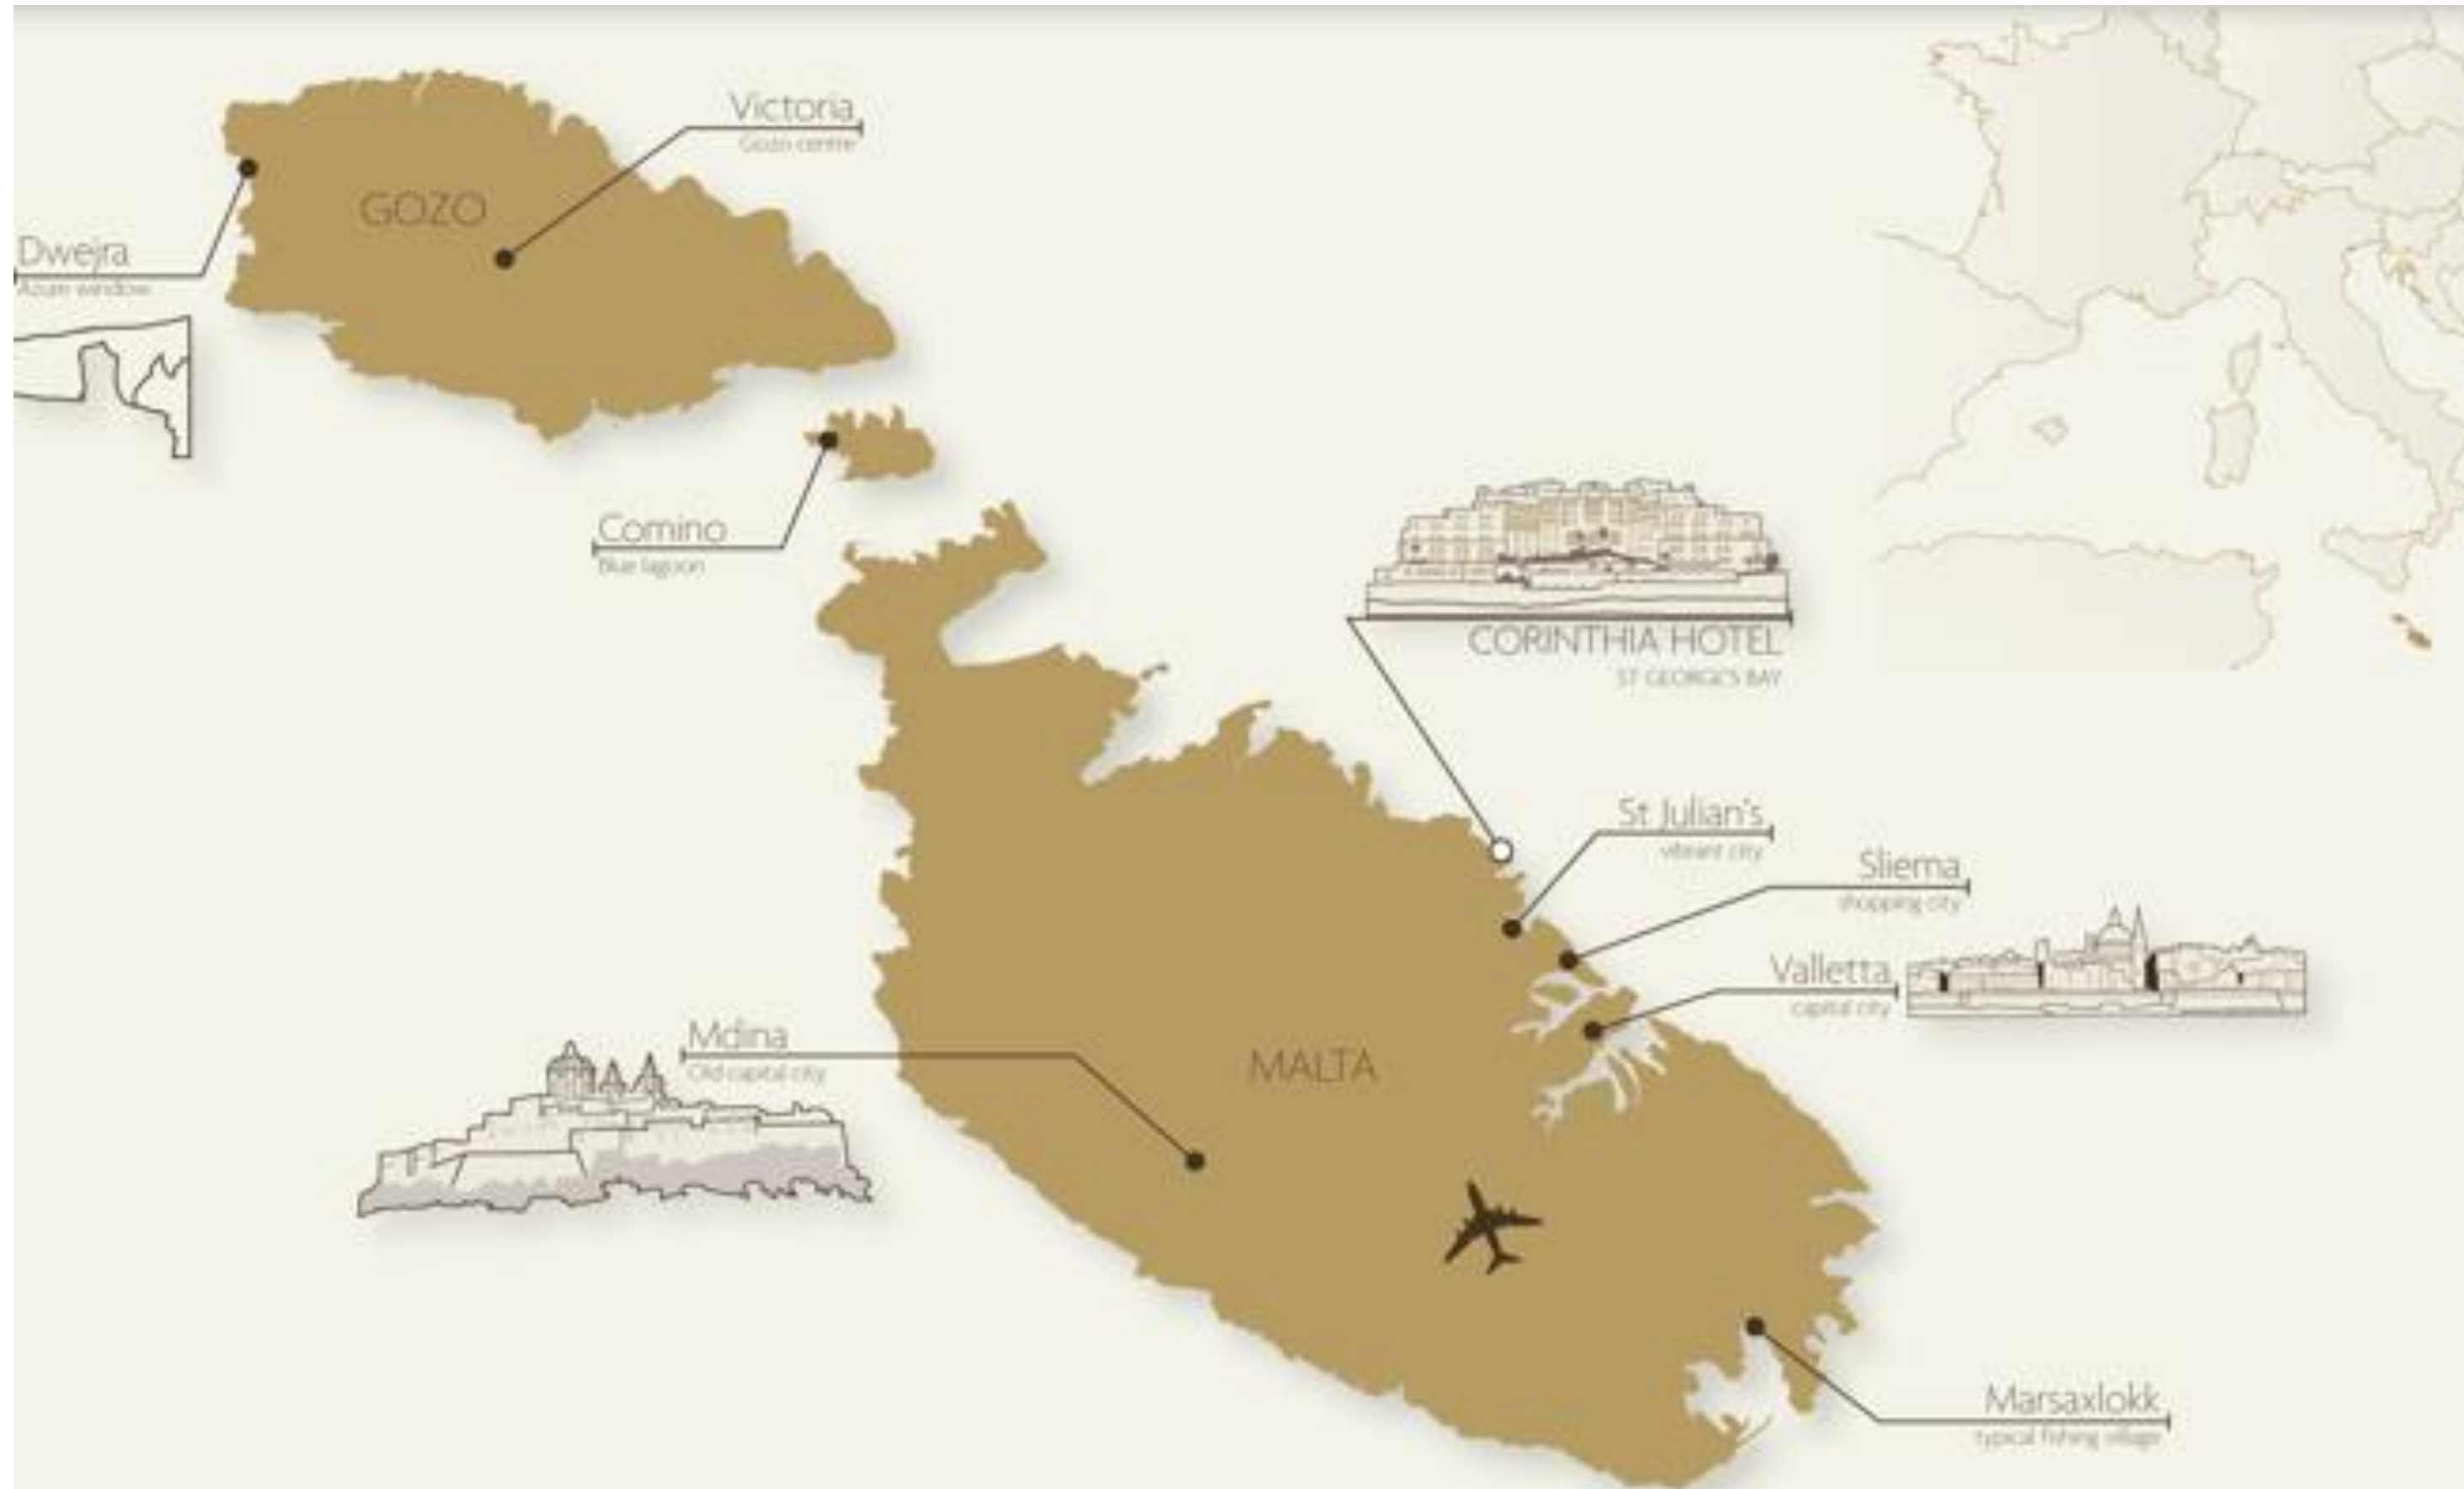 Victoria
Gozo centre
GOZO
Dwejra
Azure window
Comino
Blue lagoon
CORINTHIA HOTEL
ST GEORGE'S BAY
St Julian's
vibrant city
Sliema
shopping city
Valletta
capital city
Mdina
Old capital city
MALTA
Marsaxlokk
typical fishing village